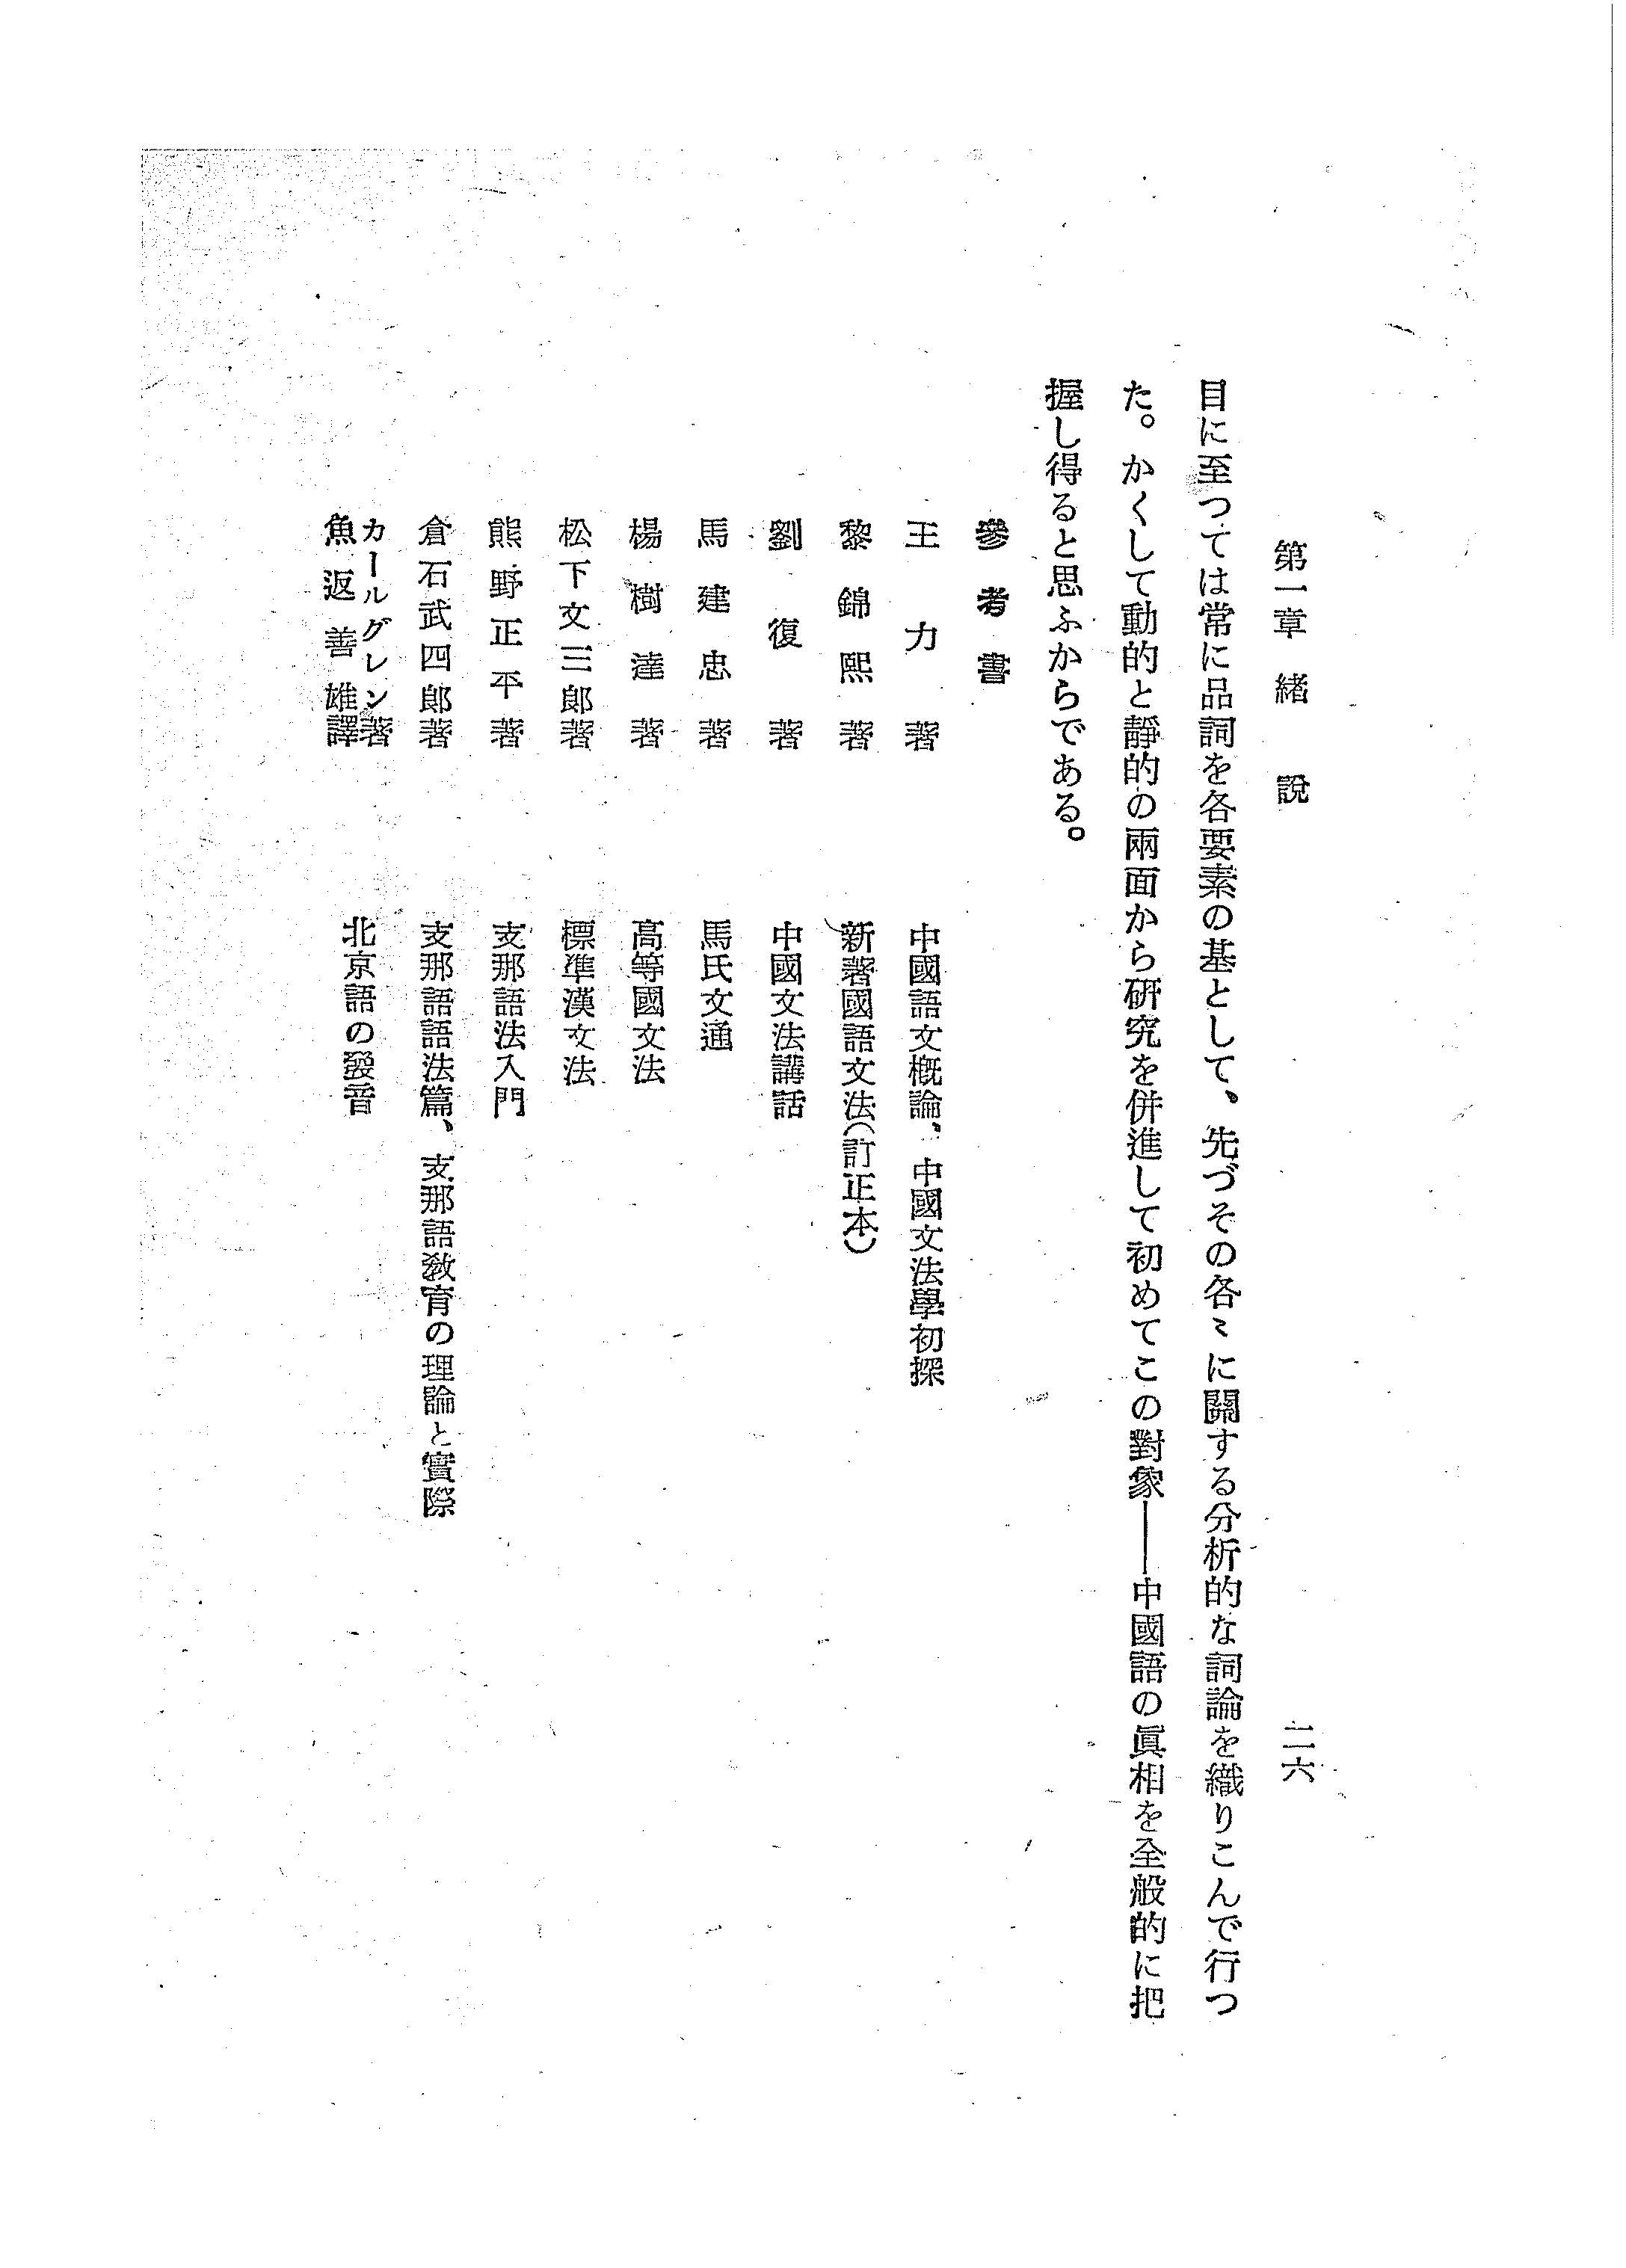 第一章 緖說 二六
目に至つては常に品詞を各要素の基として、先づその各〻に關する分析的な詞論を織りこんで行つ
た。かくして動的と靜的の兩面から硏究を併進して初めてこの對象――中國語の眞相を全般的に把
握し得ると思ふからである。
參考書
王力著 中國語文槪論、中國文法學初探
黎錦熙著 新著國語文法(訂正本)
劉復著 中國文法講話
馬建忠著 馬氏文通
楊樹達著 高等國文法
松下文三郎著 標準漢文法
熊野正平著 支那語法入門
倉石武四郎著 支那語語法篇、支那語敎育の理論と實際
カールグレン著
魚返善雄譯 北京語の發音